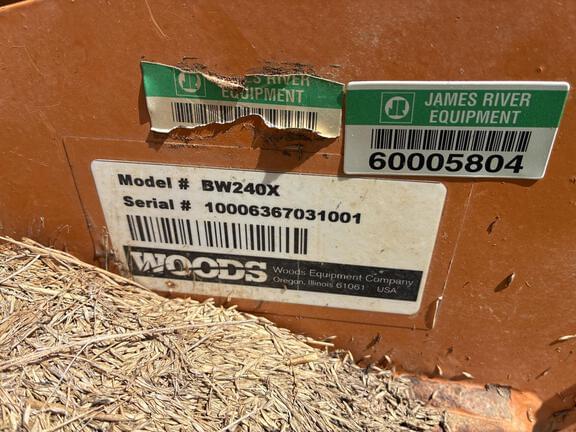 JAMES RIVER
EQUIPMENT
JR JAMES RIVER
EQUIPMENT
60005804
Model # BW240X
Serial # 10006367031001
WOODS Woods Equipment Company
Oregon, Illinois 61061 USA